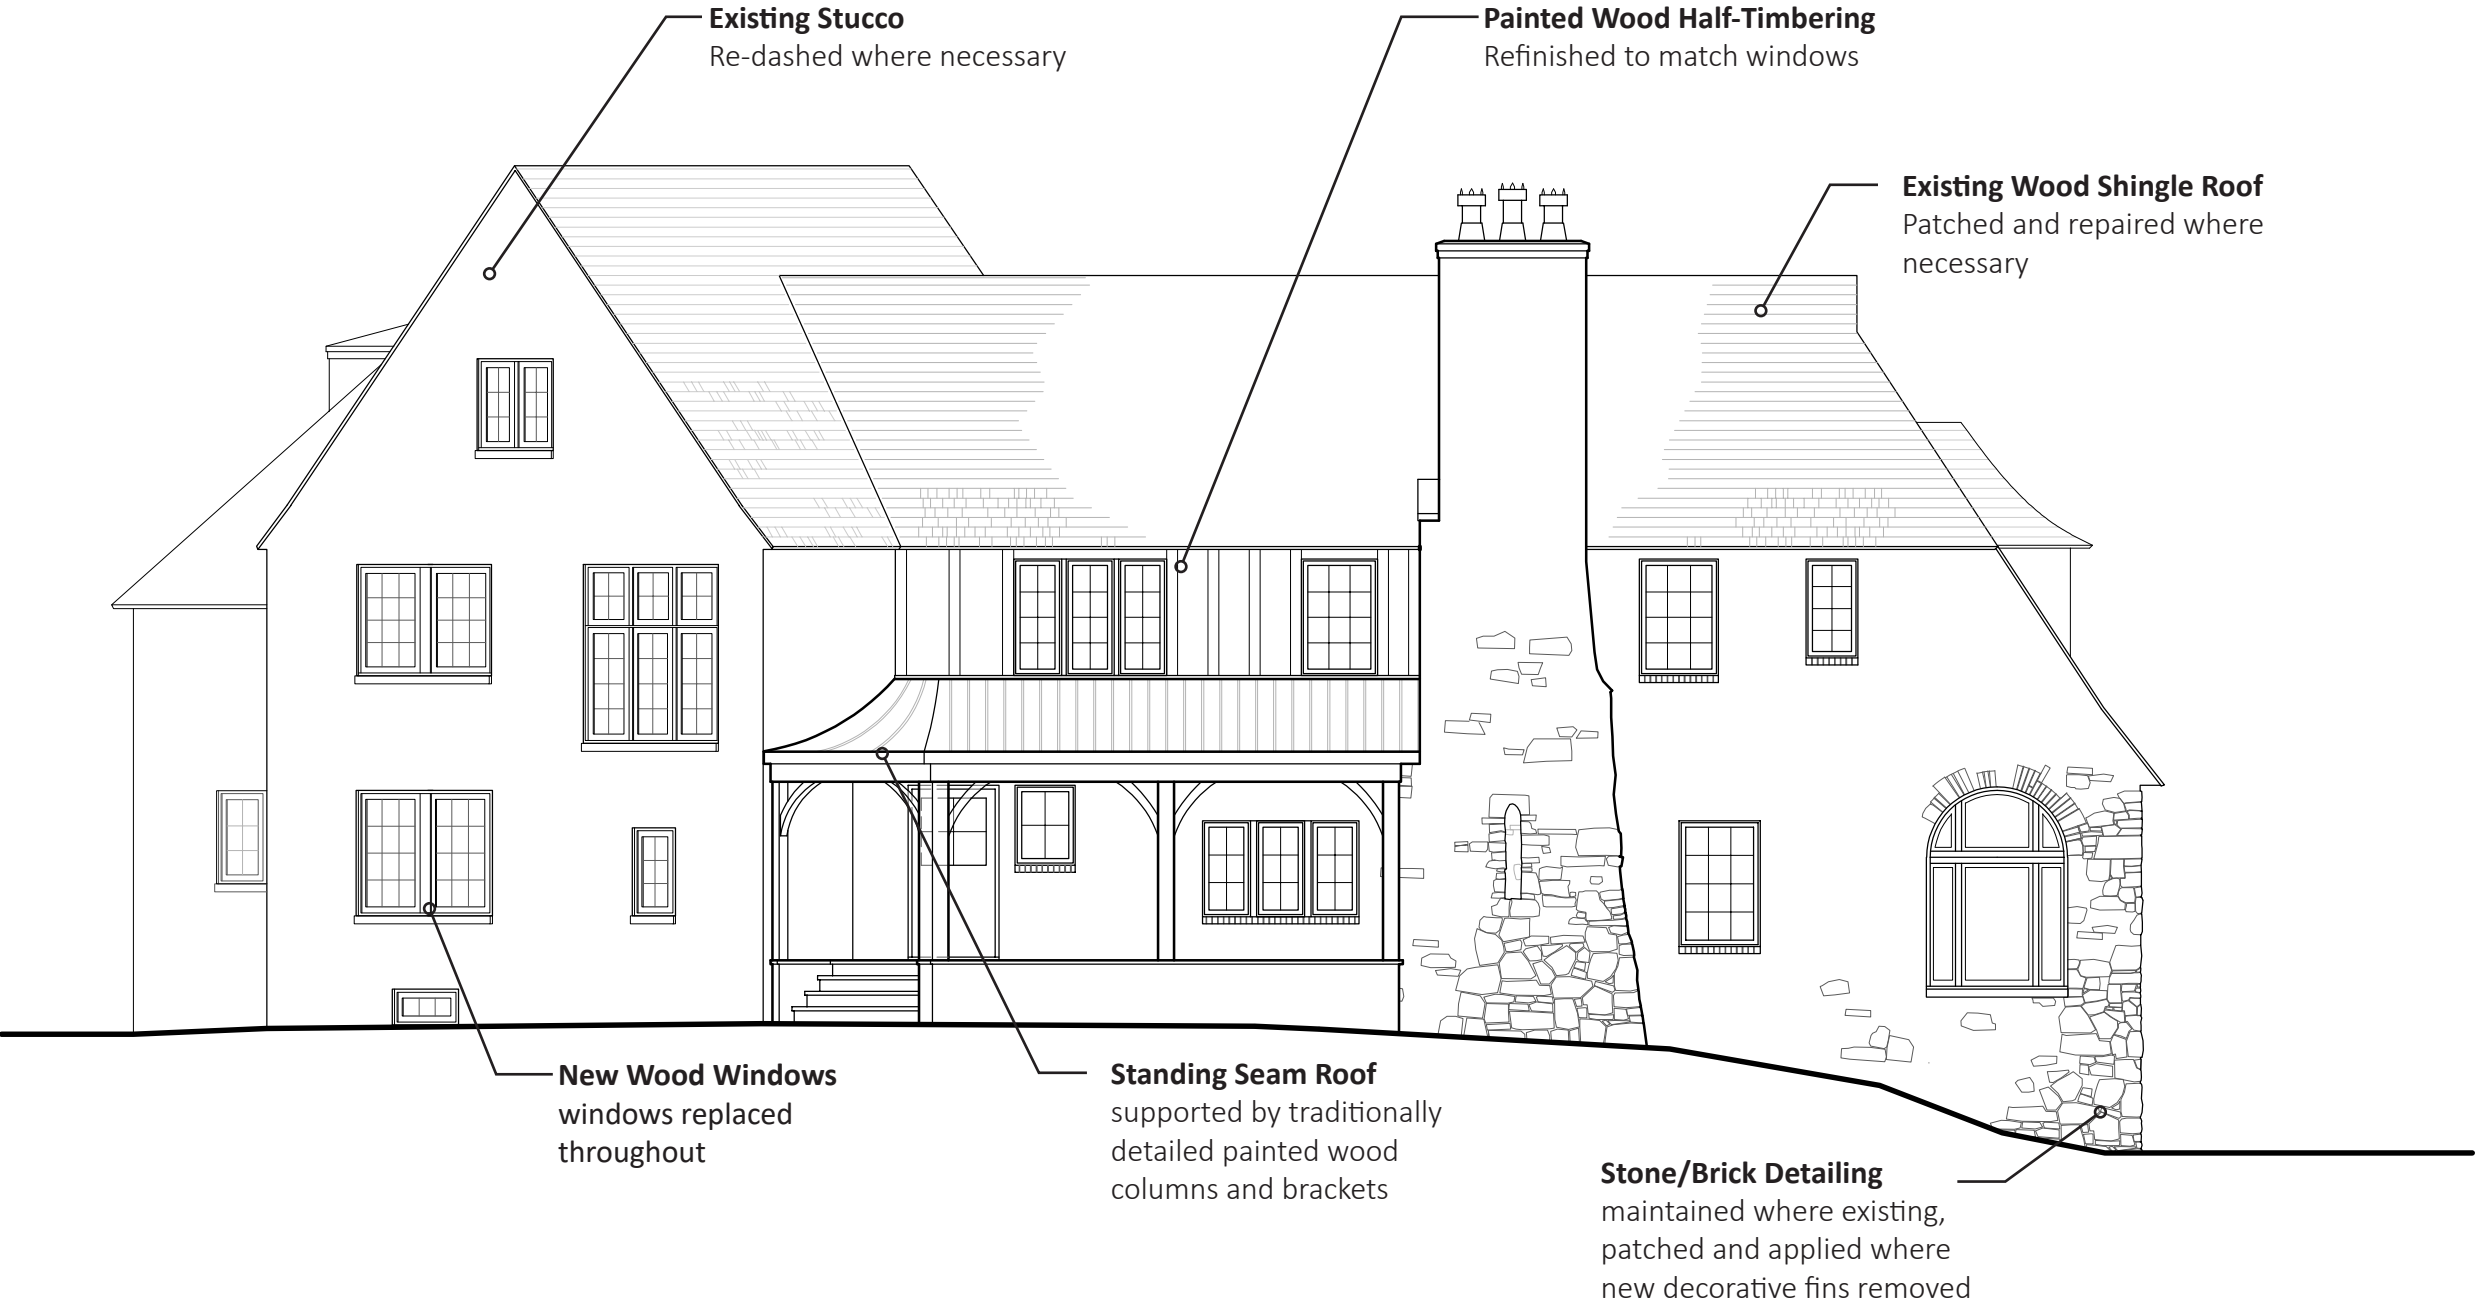 Existing Stucco
Re-dashed where necessary
Painted Wood Half-Timbering
Refinished to match windows
Existing Wood Shingle Roof
Patched and repaired where
necessary
New Wood Windows
windows replaced
throughout
Standing Seam Roof
supported by traditionally
detailed painted wood
columns and brackets
Stone/Brick Detailing
maintained where existing,
patched and applied where
new decorative fins removed